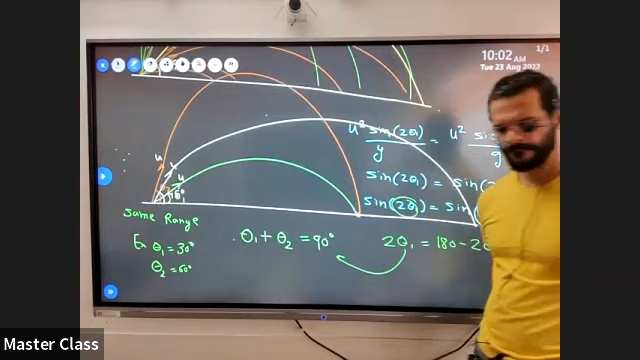 1/1
10:02 AM
Tue 23 Aug 2022
u² sin(2θ₁) = u²
g
sin(2θ₁) = sin(
sin(2θ₁) = sin(
u
u
Same Range
θ₁ + θ₂ = 90°
2θ₁ = 180 - 2θ
Ex θ₁ = 30°
θ₂ = 60°
Master Class